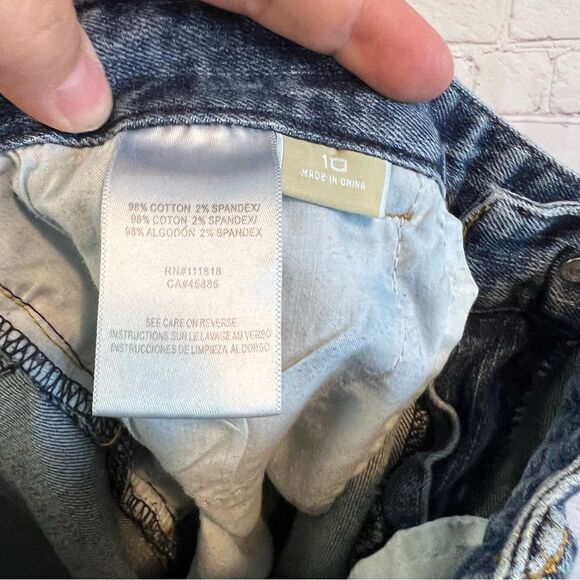 98% COTTON 2% SPANDEX/
98% COTON 2% SPANDEX/
98% ALGODÓN 2% SPANDEX
RN#111818
CA#46885
SEE CARE ON REVERSE
INSTRUCTIONS SUR LE LAVAGE AU VERSO
INSTRUCCIONES DE LIMPIEZA AL DORSO
10
MADE IN CHINA